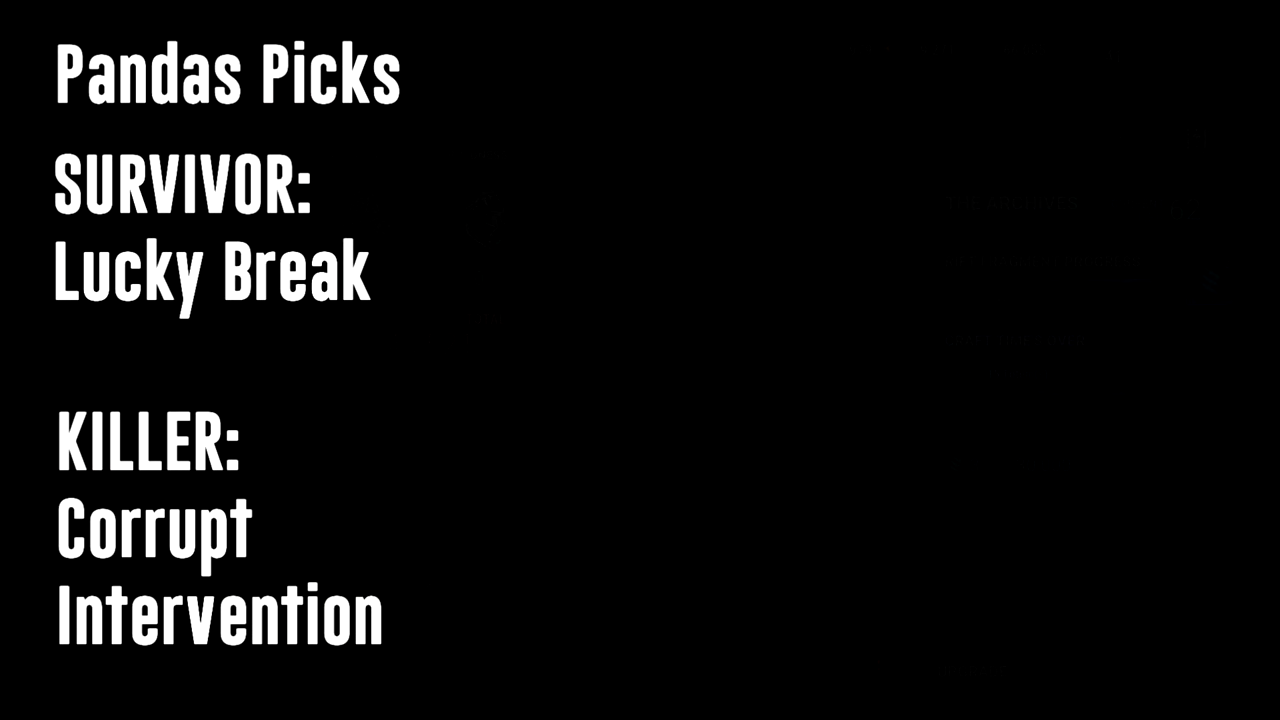 Pandas Picks
SURVIVOR:
Lucky Break
KILLER:
Corrupt
Intervention